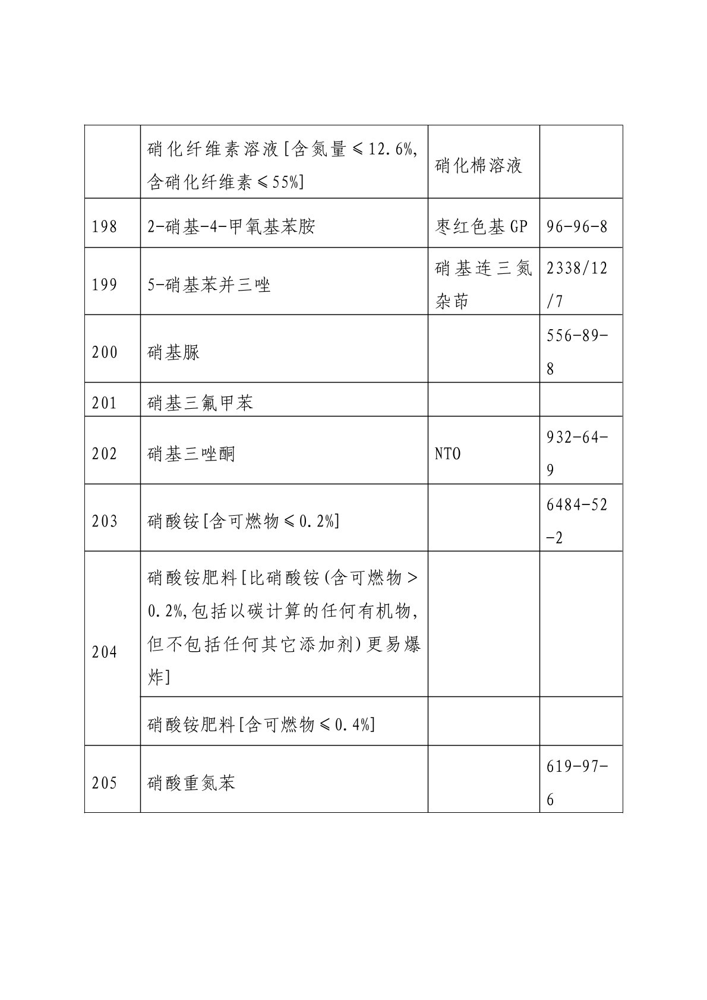 硝化纤维素溶液[含氮量≤12.6%,
含硝化纤维素≤55%]
硝化棉溶液
198
2-硝基-4-甲氧基苯胺
枣红色基GP
96-96-8
199
5-硝基苯并三唑
硝基连三氮
杂茚
2338/12
/7
200
硝基脲
556-89-
8
201
硝基三氟甲苯
202
硝基三唑酮
NTO
932-64-
9
203
硝酸铵[含可燃物≤0.2%]
6484-52
-2
204
硝酸铵肥料[比硝酸铵(含可燃物>
0.2%,包括以碳计算的任何有机物,
但不包括任何其它添加剂)更易爆
炸]
硝酸铵肥料[含可燃物≤0.4%]
205
硝酸重氮苯
619-97-
6